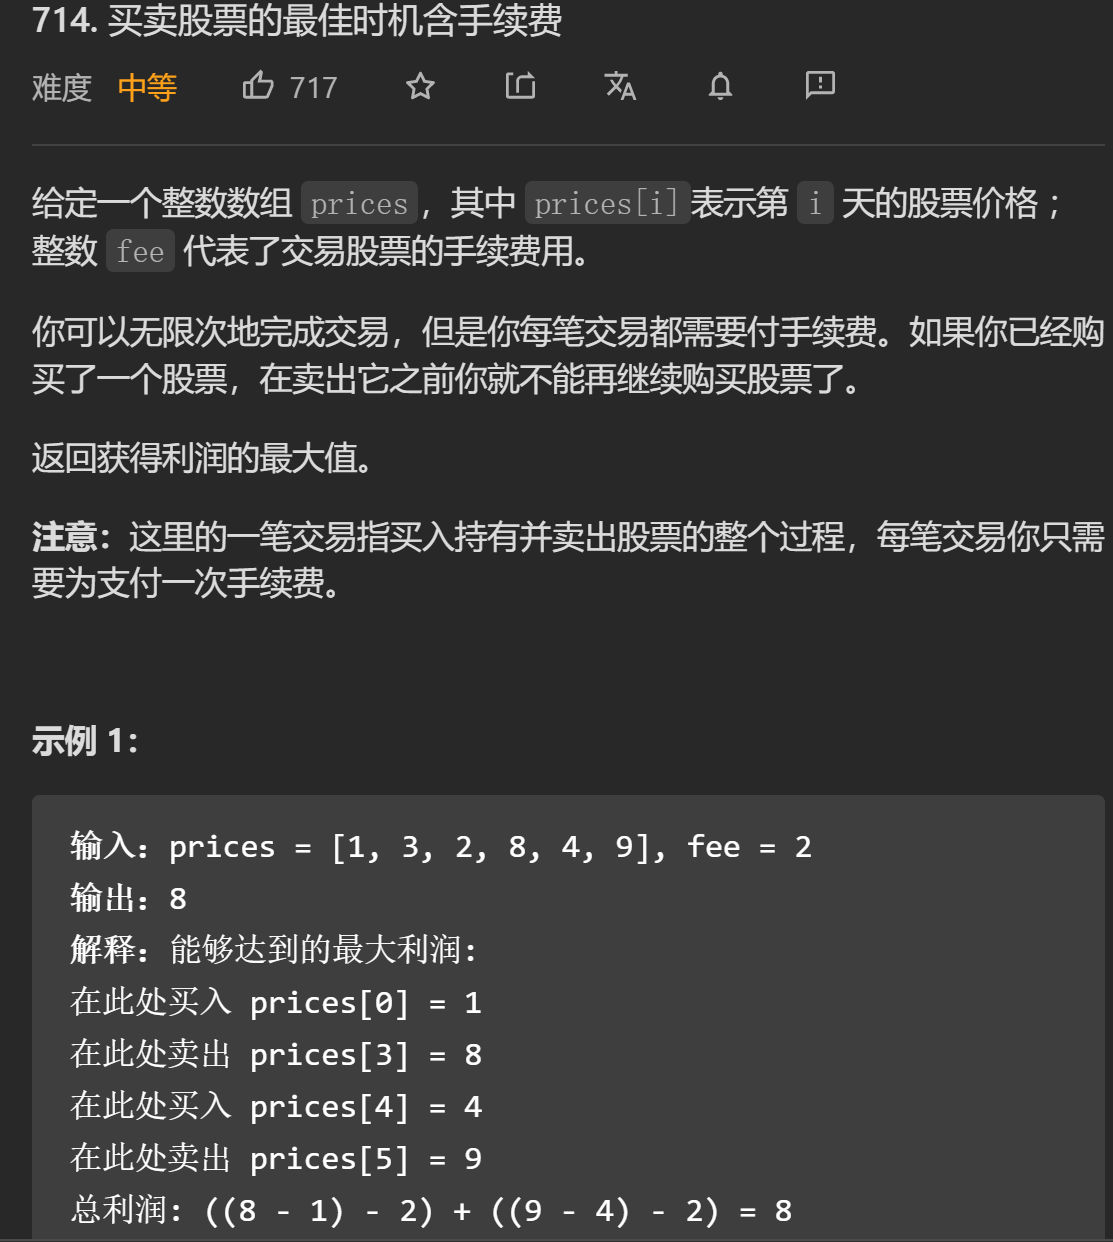 714. 买卖股票的最佳时机含手续费
难度 中等 717
给定一个整数数组 prices，其中 prices[i]表示第 i 天的股票价格 ；
整数 fee 代表了交易股票的手续费用。
你可以无限次地完成交易，但是你每笔交易都需要付手续费。如果你已经购
买了一个股票，在卖出它之前你就不能再继续购买股票了。
返回获得利润的最大值。
注意：这里的一笔交易指买入持有并卖出股票的整个过程，每笔交易你只需
要为支付一次手续费。
示例 1：
输入：prices = [1, 3, 2, 8, 4, 9], fee = 2
输出：8
解释：能够达到的最大利润:
在此处买入 prices[0] = 1
在此处卖出 prices[3] = 8
在此处买入 prices[4] = 4
在此处卖出 prices[5] = 9
总利润: ((8 - 1) - 2) + ((9 - 4) - 2) = 8